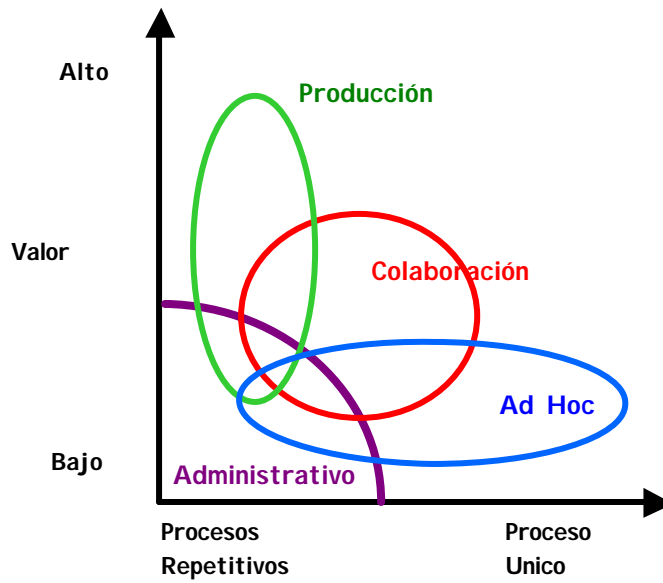 Alto
Producción
Valor
Colaboración
Ad Hoc
Bajo
Administrativo
Procesos
Repetitivos
Proceso
Unico